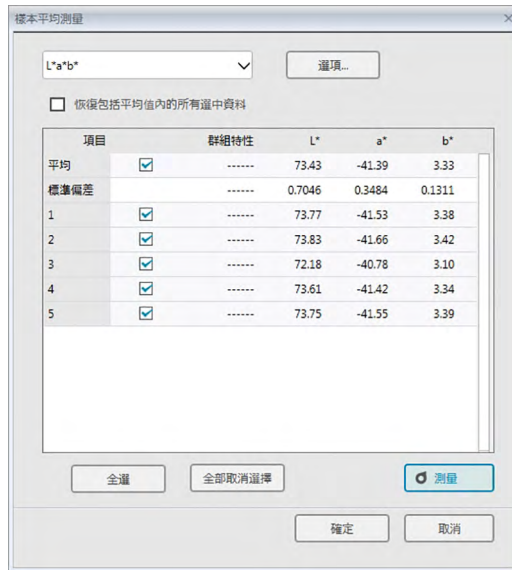 樣本平均測量
L*a*b*
選項...
恢復包括平均值內的所有選中資料
項目 群組特性 L* a* b*
平均 ------ 73.43 -41.39 3.33
標準偏差 ------ 0.7046 0.3484 0.1311
1 ------ 73.77 -41.53 3.38
2 ------ 73.83 -41.66 3.42
3 ------ 72.18 -40.78 3.10
4 ------ 73.61 -41.42 3.34
5 ------ 73.75 -41.55 3.39
全選 全部取消選擇 測量
確定 取消